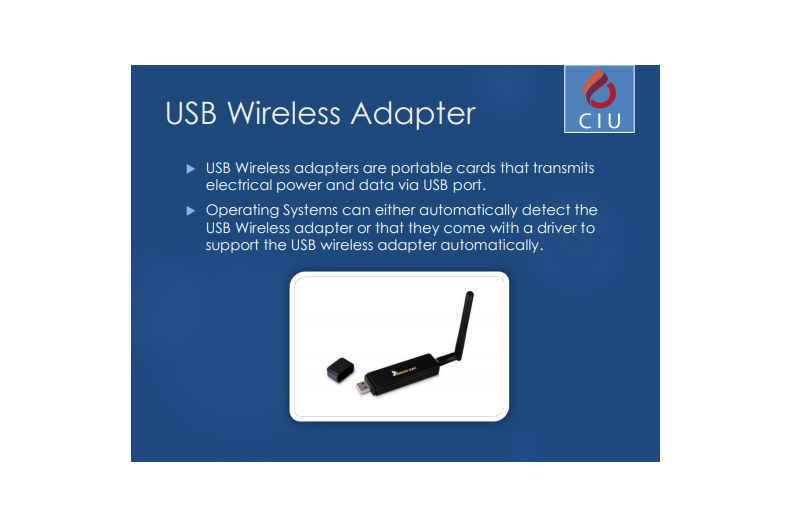 USB Wireless Adapter
CIU
USB Wireless adapters are portable cards that transmits
electrical power and data via USB port.
Operating Systems can either automatically detect the
USB Wireless adapter or that they come with a driver to
support the USB wireless adapter automatically.